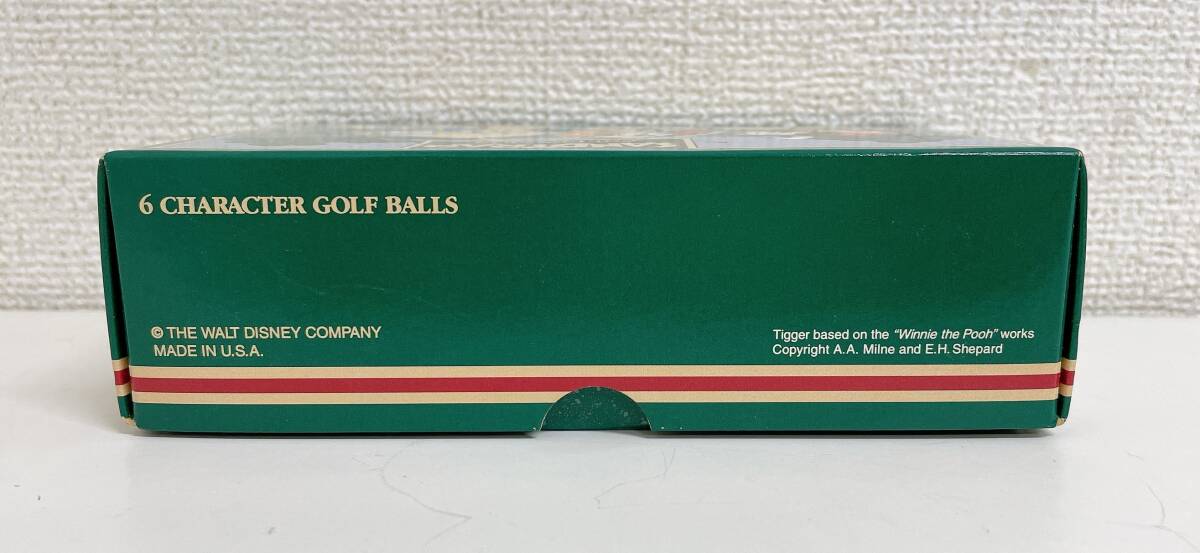 6 CHARACTER GOLF BALLS
© THE WALT DISNEY COMPANY
MADE IN U.S.A.
Tigger based on the "Winnie the Pooh" works
Copyright A.A. Milne and E.H. Shepard